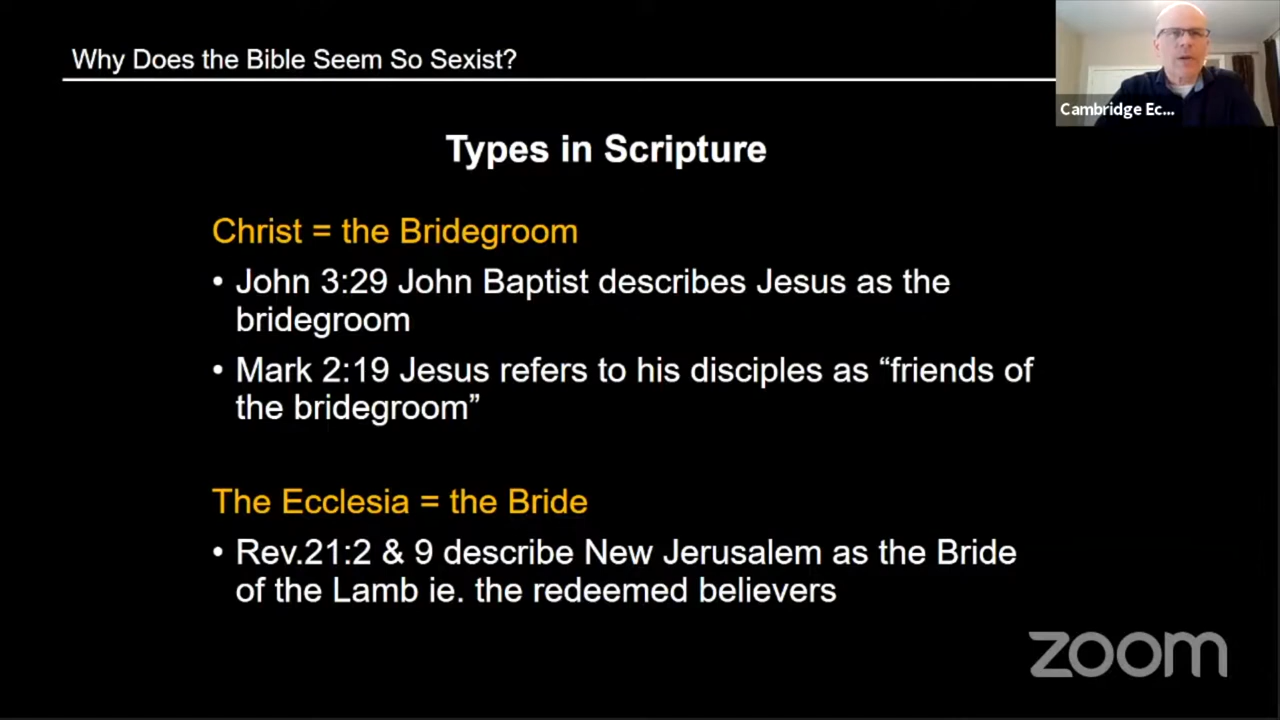 Why Does the Bible Seem So Sexist?
Cambridge Ec...
Types in Scripture
Christ = the Bridegroom
• John 3:29 John Baptist describes Jesus as the
bridegroom
• Mark 2:19 Jesus refers to his disciples as “friends of
the bridegroom”
The Ecclesia = the Bride
• Rev.21:2 & 9 describe New Jerusalem as the Bride
of the Lamb ie. the redeemed believers
zoom